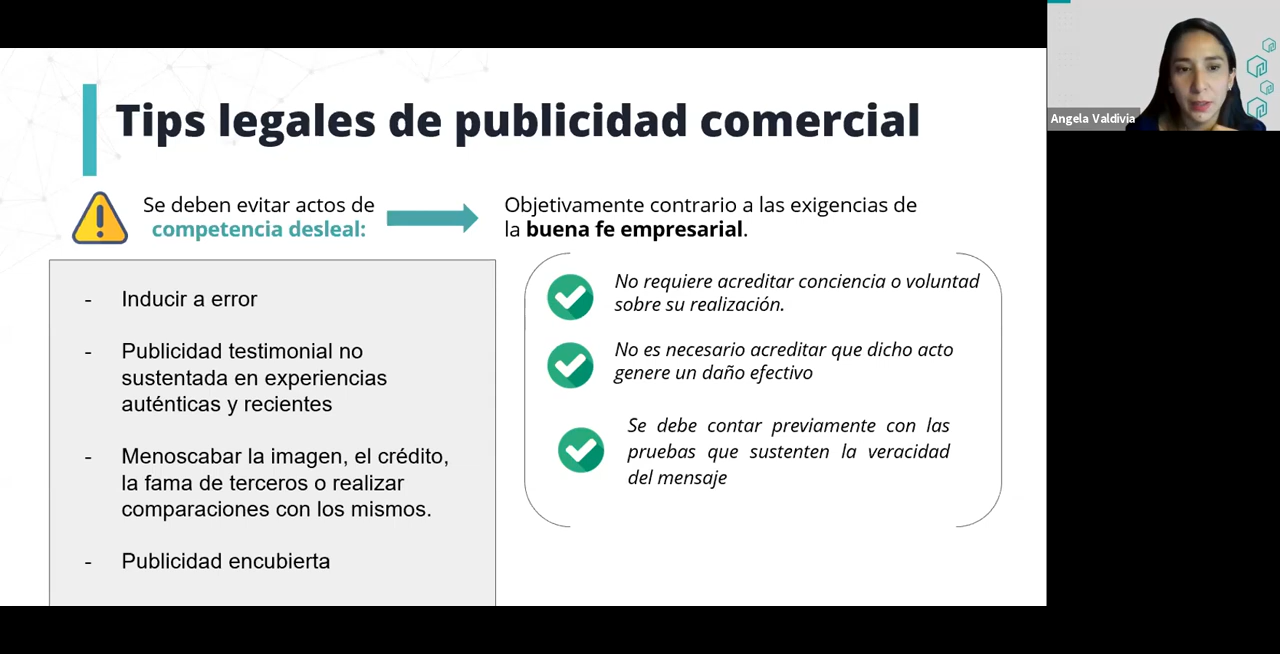 Tips legales de publicidad comercial
Se deben evitar actos de
competencia desleal:
Objetivamente contrario a las exigencias de
la buena fe empresarial.
- Inducir a error
- Publicidad testimonial no
sustentada en experiencias
auténticas y recientes
- Menoscabar la imagen, el crédito,
la fama de terceros o realizar
comparaciones con los mismos.
- Publicidad encubierta
No requiere acreditar conciencia o voluntad
sobre su realización.
No es necesario acreditar que dicho acto
genere un daño efectivo
Se debe contar previamente con las
pruebas que sustenten la veracidad
del mensaje
Angela Valdivia